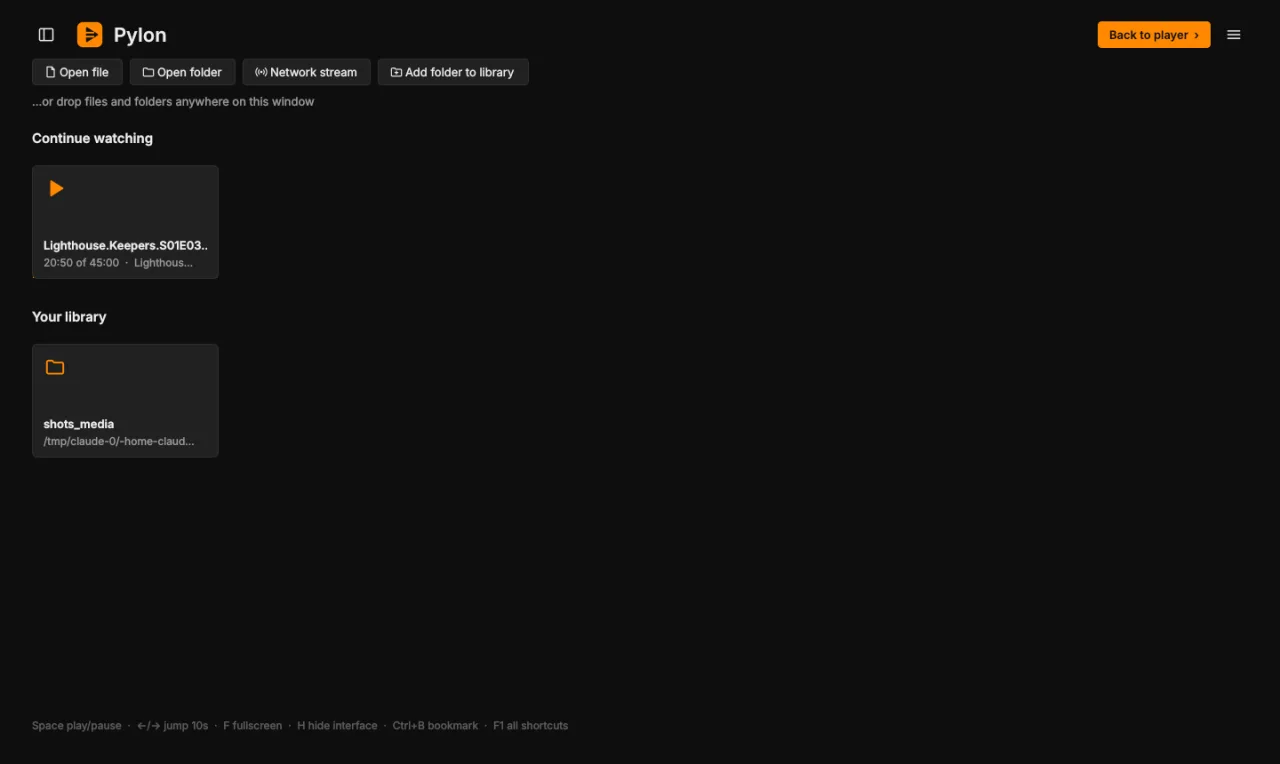 Pylon
Back to player ›
Open file
Open folder
Network stream
Add folder to library
...or drop files and folders anywhere on this window
Continue watching
Lighthouse.Keepers.S01E03..
20:50 of 45:00 · Lighthous...
Your library
shots_media
/tmp/claude-0/-home-claud...
Space play/pause · ←/→ jump 10s · F fullscreen · H hide interface · Ctrl+B bookmark · F1 all shortcuts